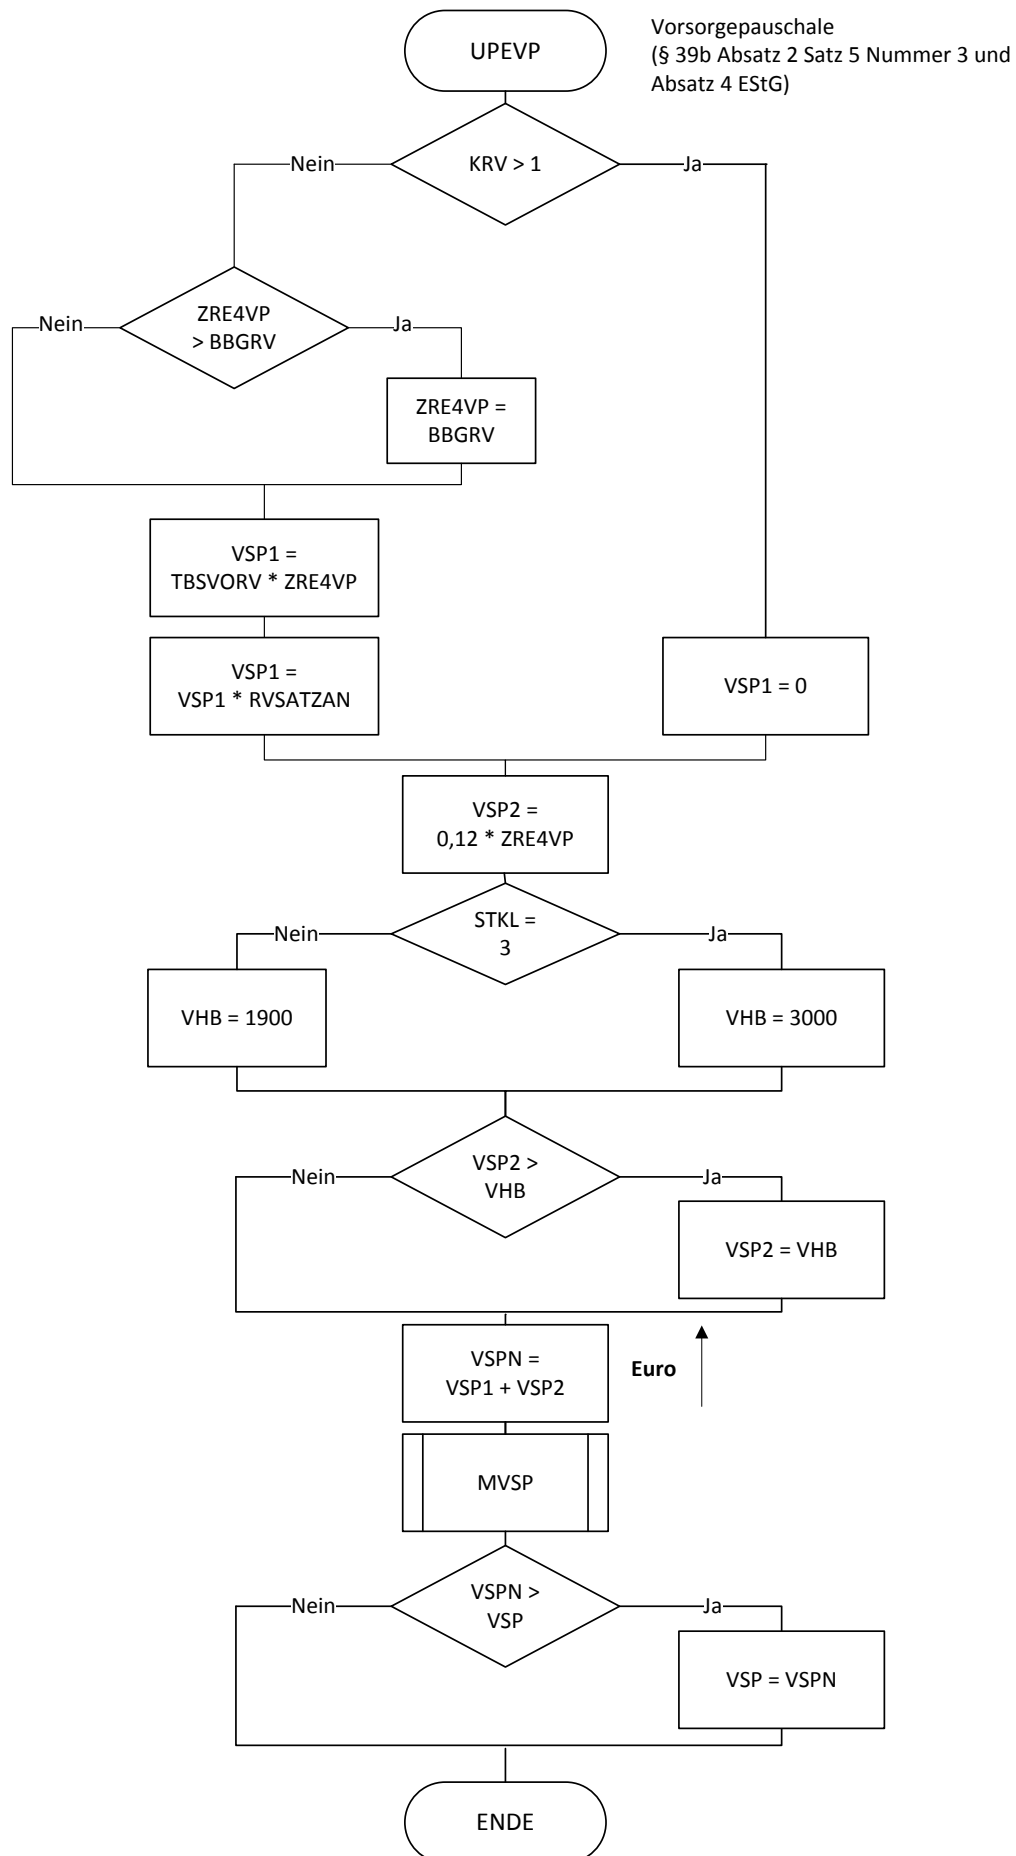 UPEVP
Vorsorgepauschale
(§ 39b Absatz 2 Satz 5 Nummer 3 und
Absatz 4 EStG)
Nein
KRV > 1
Ja
Nein
ZRE4VP
> BBGRV
Ja
ZRE4VP =
BBGRV
VSP1 =
TBSVORV * ZRE4VP
VSP1 =
VSP1 * RVSATZAN
VSP1 = 0
VSP2 =
0,12 * ZRE4VP
Nein
STKL =
3
Ja
VHB = 1900
VHB = 3000
Nein
VSP2 >
VHB
Ja
VSP2 = VHB
VSPN =
VSP1 + VSP2
Euro
MVSP
Nein
VSPN >
VSP
Ja
VSP = VSPN
ENDE